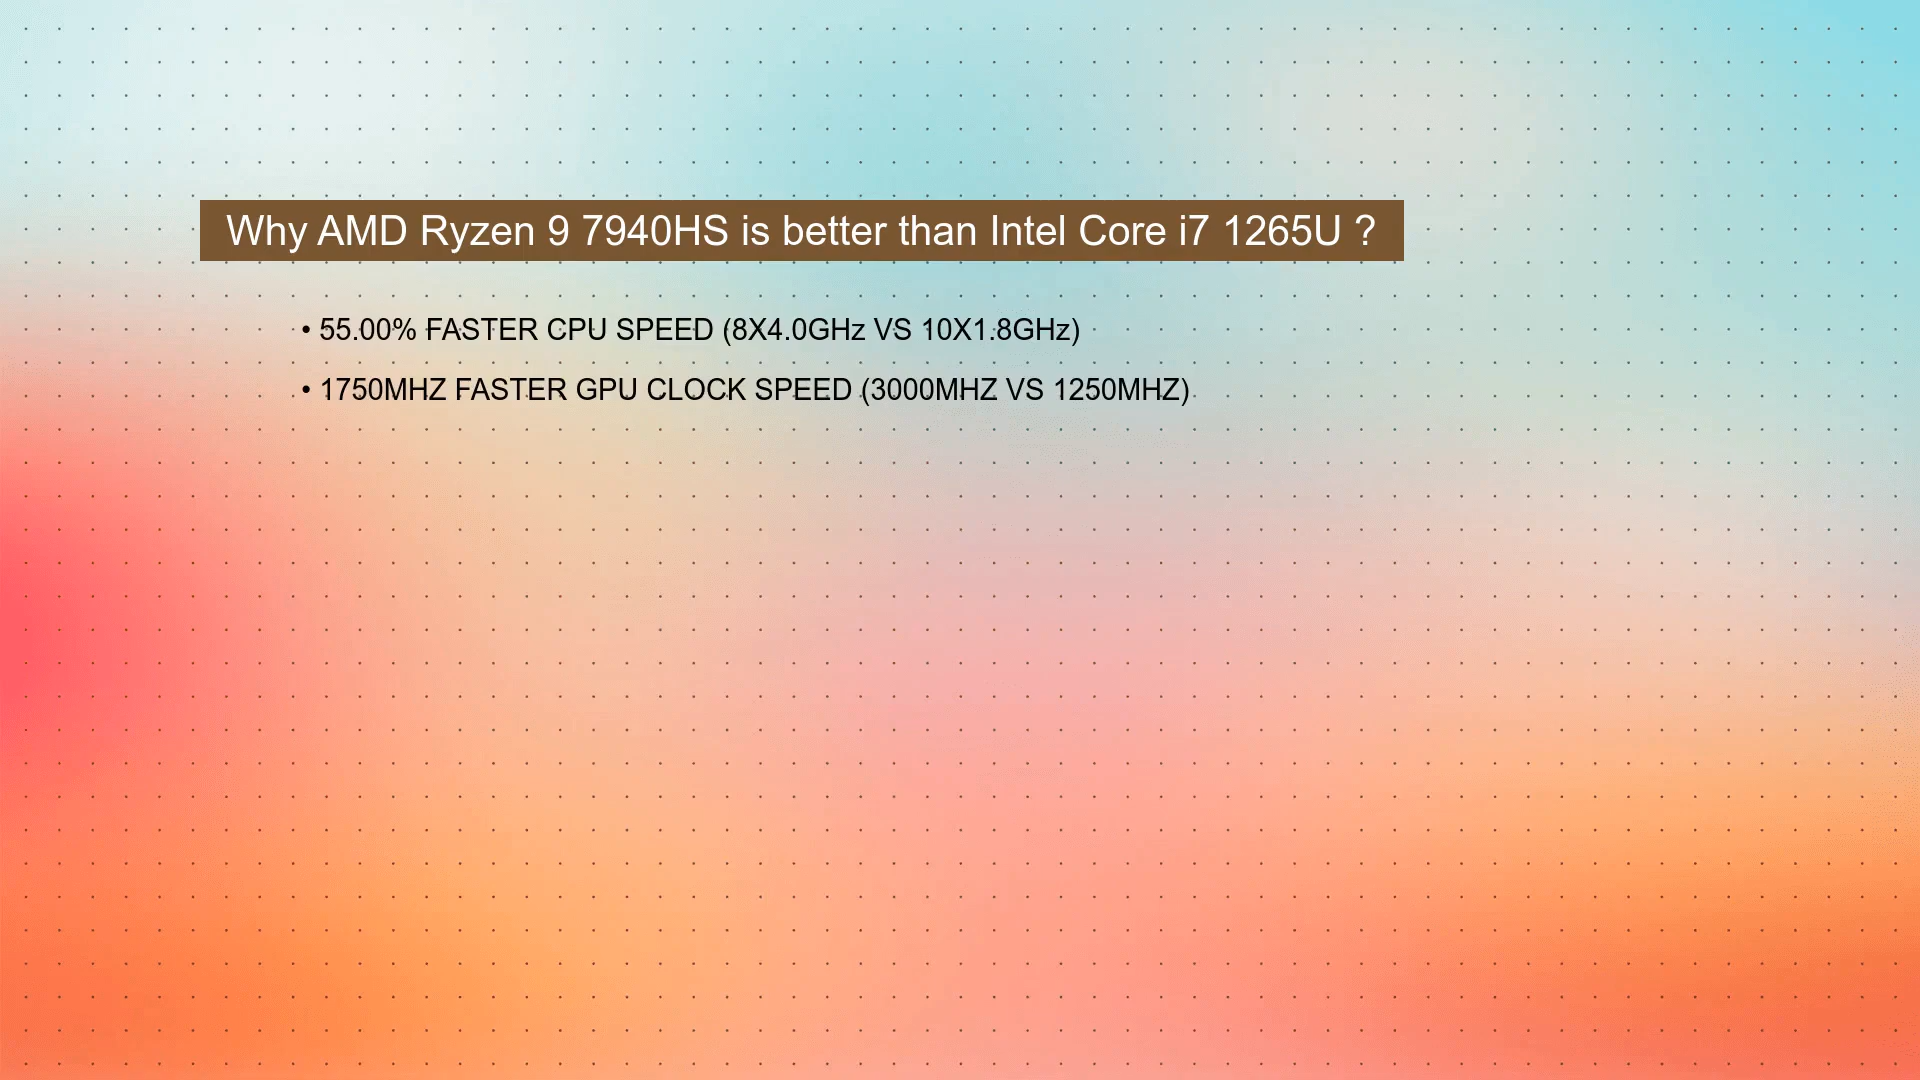 Why AMD Ryzen 9 7940HS is better than Intel Core i7 1265U ?
• 55.00% FASTER CPU SPEED (8X4.0GHz VS 10X1.8GHz)
• 1750MHZ FASTER GPU CLOCK SPEED (3000MHZ VS 1250MHZ)